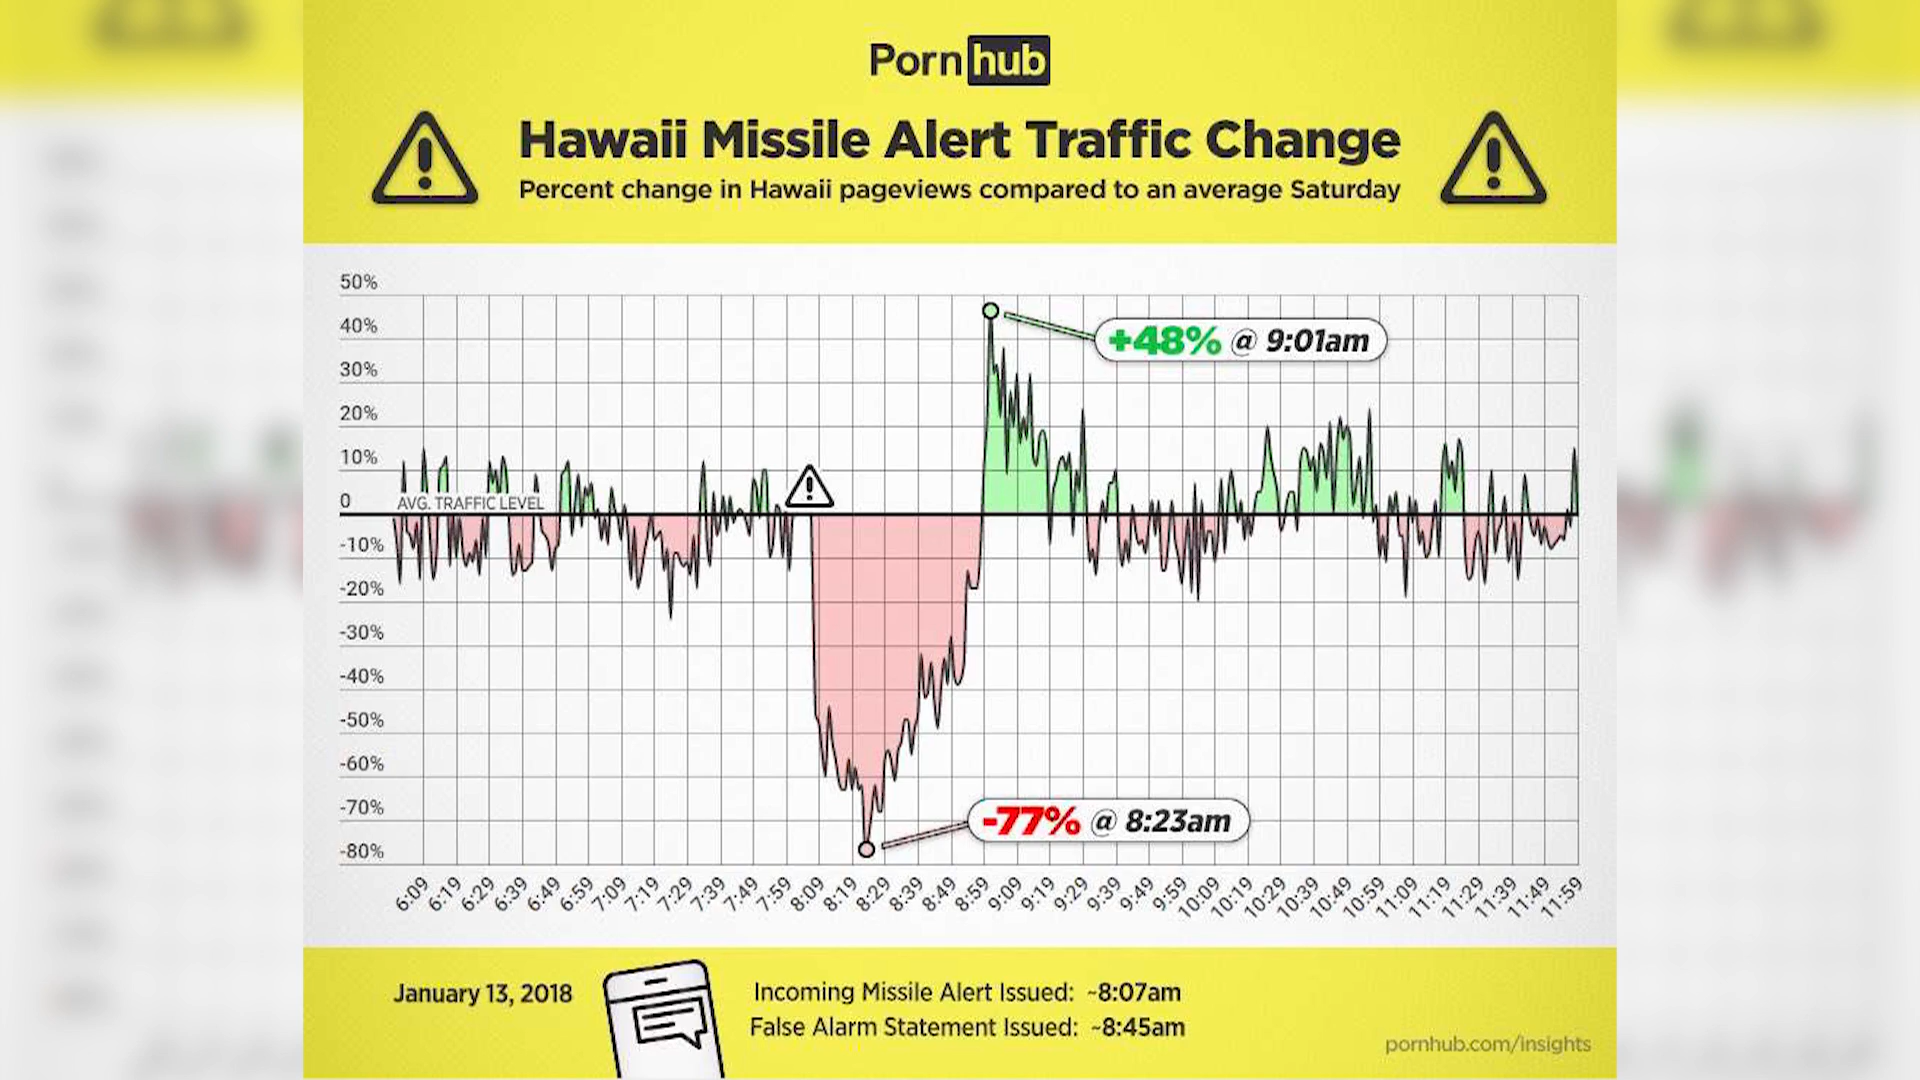 Pornhub
Hawaii Missile Alert Traffic Change
Percent change in Hawaii pageviews compared to an average Saturday
50%
40%
30%
20%
10%
0
-10%
-20%
-30%
-40%
-50%
-60%
-70%
-80%
AVG. TRAFFIC LEVEL
+48% @ 9:01am
-77% @ 8:23am
6:09 6:19 6:29 6:39 6:49 6:59 7:09 7:19 7:29 7:39 7:49 7:59 8:09 8:19 8:29 8:39 8:49 8:59 9:09 9:19 9:29 9:39 9:49 9:59 10:09 10:19 10:29 10:39 10:49 10:59 11:09 11:19 11:29 11:39 11:49 11:59
January 13, 2018
Incoming Missile Alert Issued: ~8:07am
False Alarm Statement Issued: ~8:45am
pornhub.com/insights